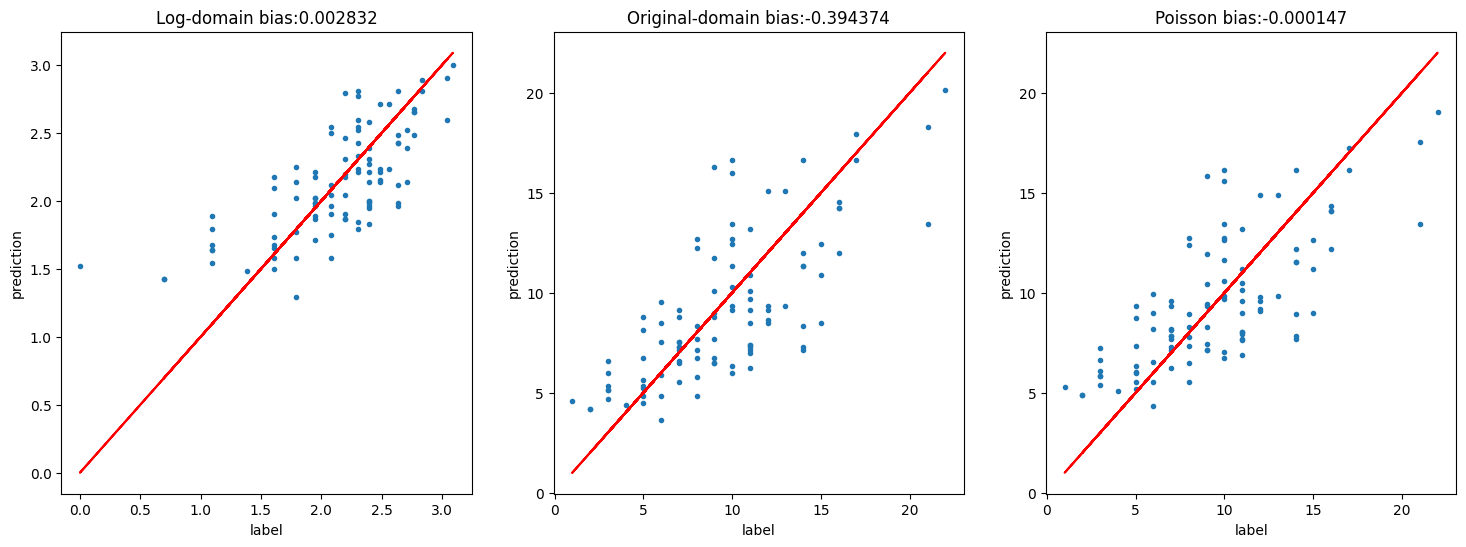 Log-domain bias:0.002832
3.0
2.5
2.0
1.5
1.0
0.5
0.0
prediction
0.0 0.5 1.0 1.5 2.0 2.5 3.0
label
Original-domain bias:-0.394374
20
15
10
5
0
prediction
0 5 10 15 20
label
Poisson bias:-0.000147
20
15
10
5
0
prediction
0 5 10 15 20
label